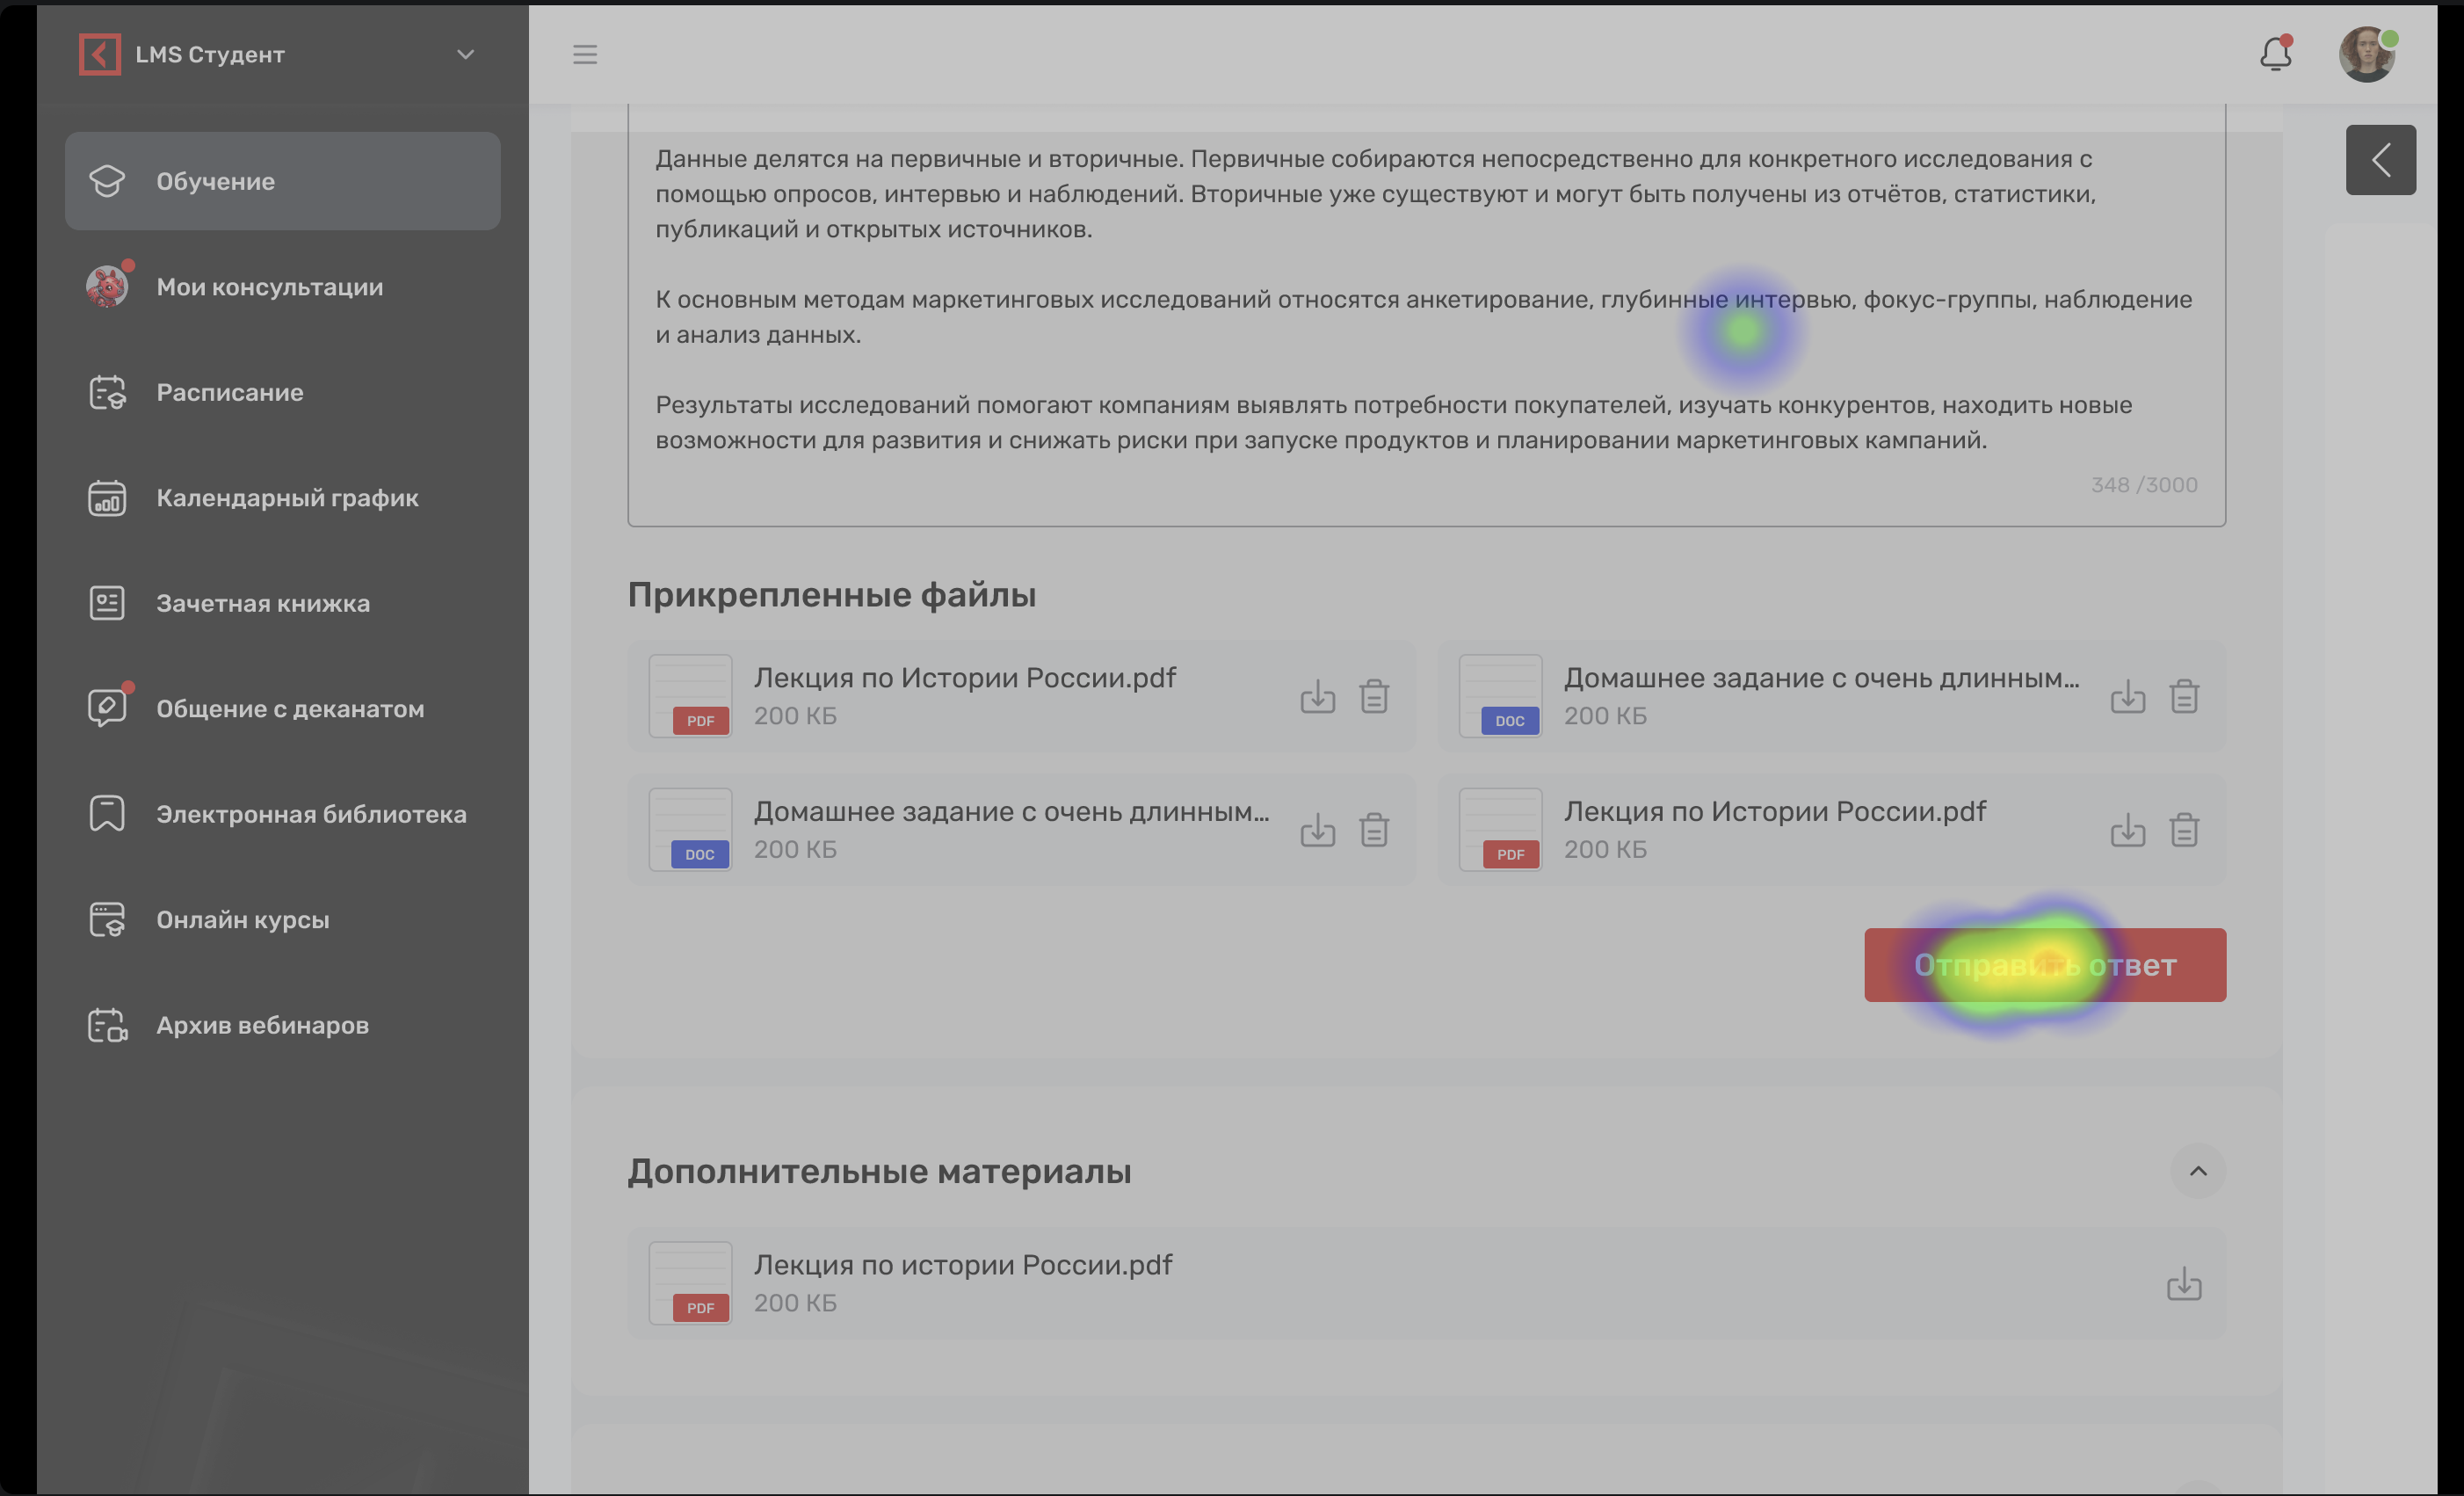 LMS Студент
Обучение
Мои консультации
Расписание
Календарный график
Зачетная книжка
Общение с деканатом
Электронная библиотека
Онлайн курсы
Архив вебинаров
Данные делятся на первичные и вторичные. Первичные собираются непосредственно для конкретного исследования с
помощью опросов, интервью и наблюдений. Вторичные уже существуют и могут быть получены из отчётов, статистики,
публикаций и открытых источников.
К основным методам маркетинговых исследований относятся анкетирование, глубинные интервью, фокус-группы, наблюдение
и анализ данных.
Результаты исследований помогают компаниям выявлять потребности покупателей, изучать конкурентов, находить новые
возможности для развития и снижать риски при запуске продуктов и планировании маркетинговых кампаний.
348 /3000
Прикрепленные файлы
Лекция по Истории России.pdf
200 КБ
PDF
Домашнее задание с очень длинным...
200 КБ
DOC
Домашнее задание с очень длинным...
200 КБ
DOC
Лекция по Истории России.pdf
200 КБ
PDF
Отправить ответ
Дополнительные материалы
Лекция по истории России.pdf
200 КБ
PDF